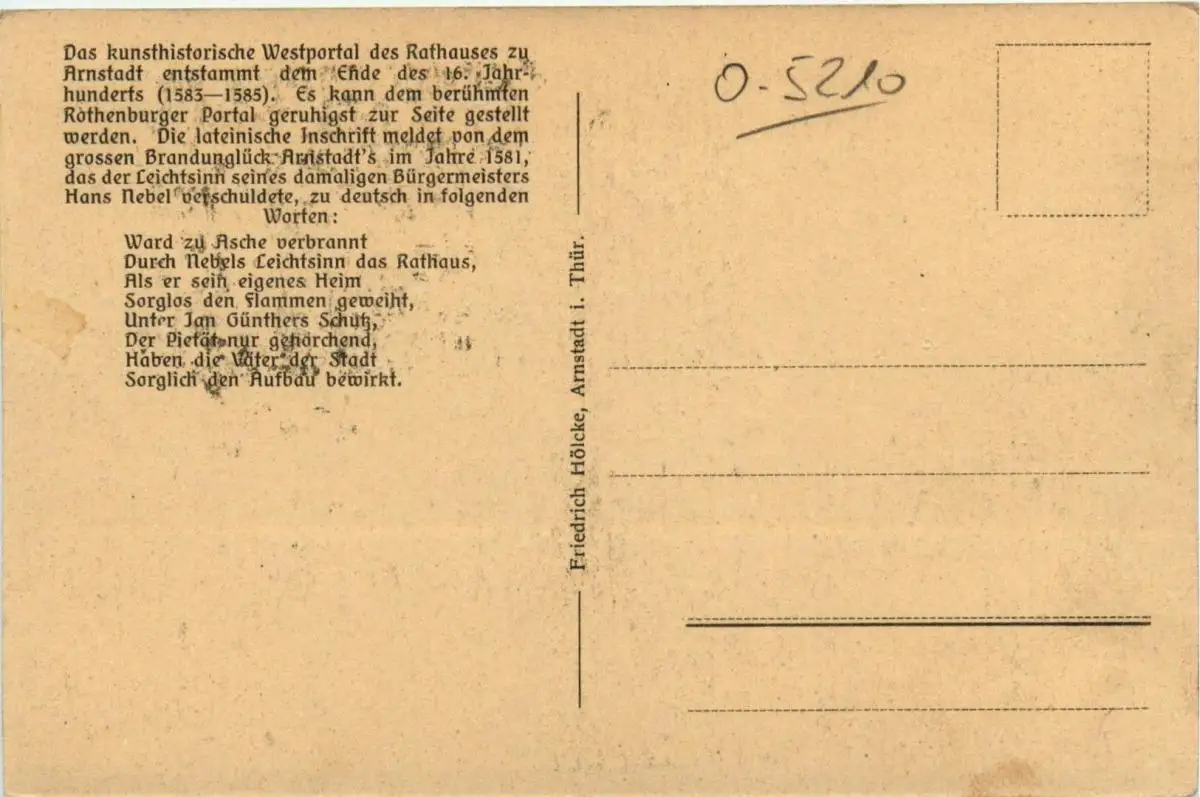 Das kunsthistorische Westportal des Rathauses zu
Arnstadt entstammt dem Ende des 16. Jahr-
hunderts (1583—1585). Es kann dem berühmten
Rothenburger Portal geruhigst zur Seite gestellt
werden. Die lateinische Inschrift meldet von dem
grossen Brandunglück Arnstadt's im Jahre 1581,
das der Leichtsinn seines damaligen Bürgermeisters
Hans Nebel verschuldete, zu deutsch in folgenden
Worten:
Ward zu Asche verbrannt
Durch Nebels Leichtsinn das Rathaus,
Als er sein eigenes Heim
Sorglos den Flammen geweiht,
Unter Jan Günthers Schutz,
Der Pietät nur gehorchend,
Haben die Väter der Stadt
Sorglich den Aufbau bewirkt.
Friedrich Hölcke, Arnstadt i. Thür.
O-5210